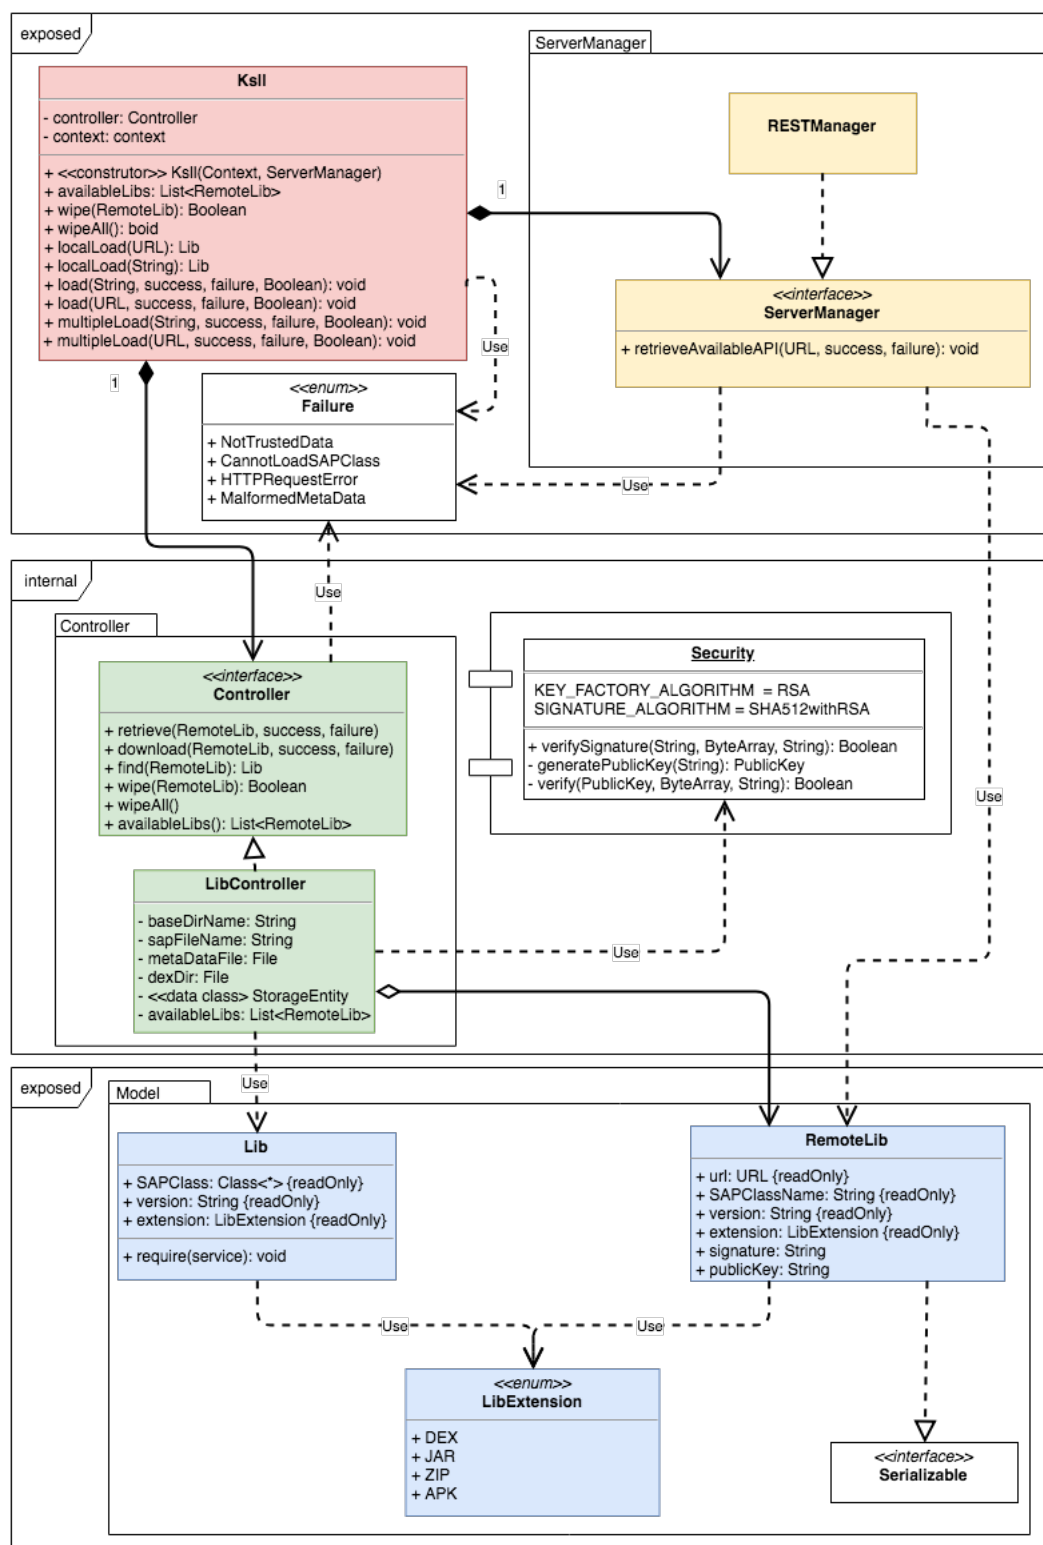 exposed
ServerManager
Ksll
- controller: Controller
- context: context
+ <<construtor>> Ksll(Context, ServerManager)
+ availableLibs: List<RemoteLib>
+ wipe(RemoteLib): Boolean
+ wipeAll(): boid
+ localLoad(URL): Lib
+ localLoad(String): Lib
+ load(String, success, failure, Boolean): void
+ load(URL, success, failure, Boolean): void
+ multipleLoad(String, success, failure, Boolean): void
+ multipleLoad(URL, success, failure, Boolean): void
RESTManager
1
<<interface>>
ServerManager
+ retrieveAvailableAPI(URL, success, failure): void
Use
1
<<enum>>
Failure
+ NotTrustedData
+ CannotLoadSAPClass
+ HTTPRequestError
+ MalformedMetaData
Use
internal
Use
Controller
<<interface>>
Controller
+ retrieve(RemoteLib, success, failure)
+ download(RemoteLib, success, failure)
+ find(RemoteLib): Lib
+ wipe(RemoteLib): Boolean
+ wipeAll()
+ availableLibs(): List<RemoteLib>
Security
KEY_FACTORY_ALGORITHM = RSA
SIGNATURE_ALGORITHM = SHA512withRSA
+ verifySignature(String, ByteArray, String): Boolean
- generatePublicKey(String): PublicKey
- verify(PublicKey, ByteArray, String): Boolean
Use
LibController
- baseDirName: String
- sapFileName: String
- metaDataFile: File
- dexDir: File
- <<data class> StorageEntity
- availableLibs: List<RemoteLib>
Use
exposed
Use
Model
Lib
+ SAPClass: Class<*> {readOnly}
+ version: String {readOnly}
+ extension: LibExtension {readOnly}
+ require(service): void
RemoteLib
+ url: URL {readOnly}
+ SAPClassName: String {readOnly}
+ version: String {readOnly}
+ extension: LibExtension {readOnly}
+ signature: String
+ publicKey: String
Use
Use
<<enum>>
LibExtension
+ DEX
+ JAR
+ ZIP
+ APK
<<interface>>
Serializable